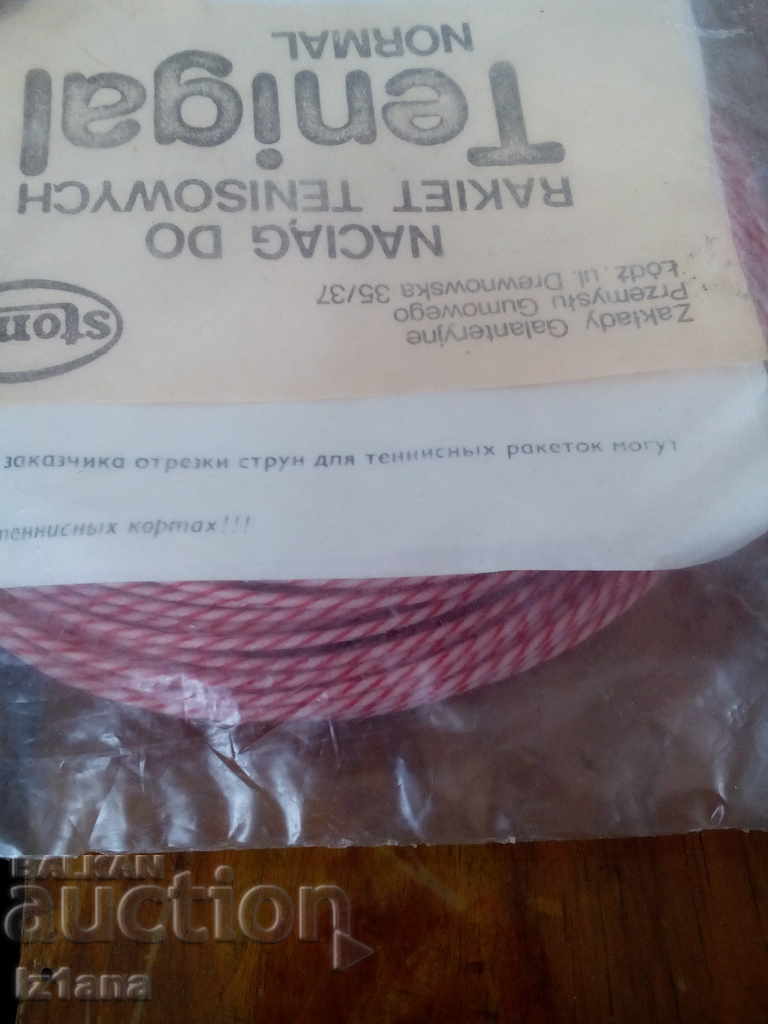 Zakłady Galanteryjne
Przemysłu Gumowego
Łódź, ul. Drewnowska 35/37
NACIĄG DO
RAKIET TENISOWYCH
Tenigal
NORMAL
заказчика отрезки струн для теннисных ракеток могут
теннисных кортах!!!
BALKAN
auction
iz1ana